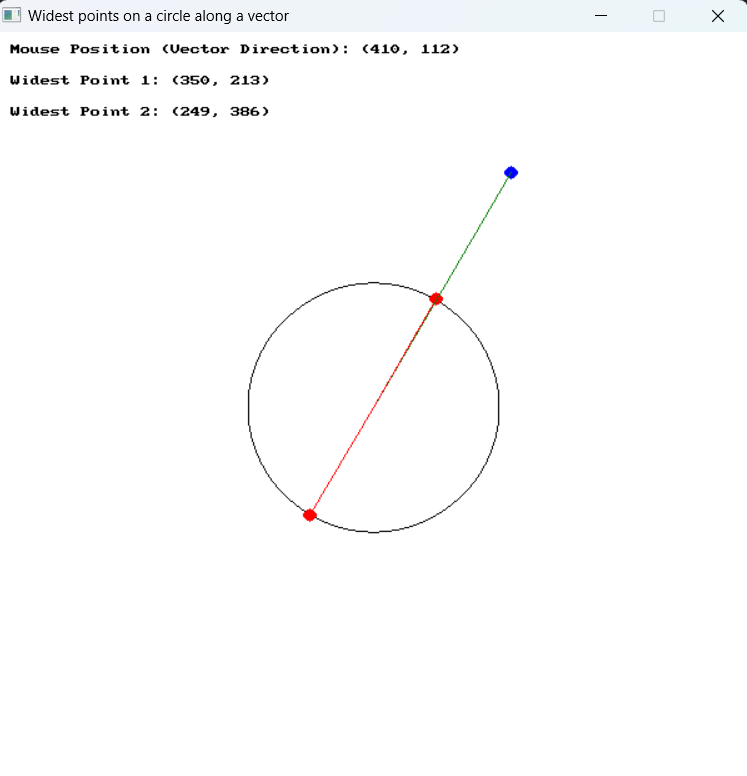 Widest points on a circle along a vector
Mouse Position (Vector Direction): (410, 112)
Widest Point 1: (350, 213)
Widest Point 2: (249, 386)